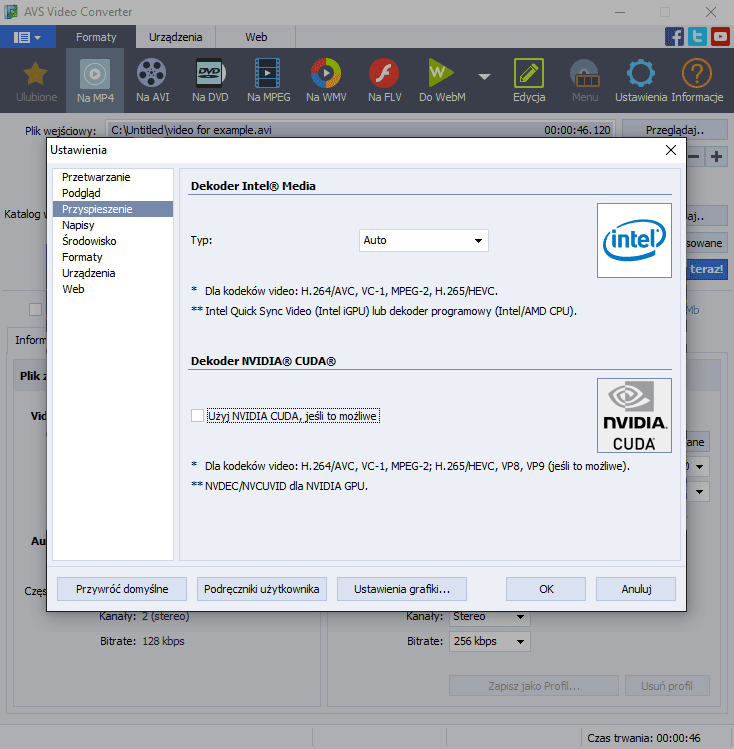 AVS Video Converter
Formaty
Urządzenia
Web
Ulubione
Na MP4
Na AVI
Na DVD
Na MPEG
Na WMV
Na FLV
Do WebM
Edycja
Menu
Ustawienia
Informacje
Plik wejściowy:
C:\Untitled\video for example.avi
00:00:46.120
Przeglądaj..
Ustawienia
Katalog w
aj..
sowane
teraz!
Mb
Inform
Plik z
Vid
ane
Au
Częs
Przetwarzanie
Podgląd
Przyspieszenie
Napisy
Środowisko
Formaty
Urządzenia
Web
Dekoder Intel® Media
Typ:
Auto
intel
* Dla kodeków video: H.264/AVC, VC-1, MPEG-2, H.265/HEVC.
** Intel Quick Sync Video (Intel iGPU) lub dekoder programowy (Intel/AMD CPU).
Dekoder NVIDIA® CUDA®
Użyj NVIDIA CUDA, jeśli to możliwe
NVIDIA.
CUDA
* Dla kodeków video: H.264/AVC, VC-1, MPEG-2; H.265/HEVC, VP8, VP9 (jeśli to możliwe).
** NVDEC/NVCUVID dla NVIDIA GPU.
Przywróć domyślne
Podręczniki użytkownika
Ustawienia grafiki...
OK
Anuluj
Kanały: 2 (stereo)
Kanały: Stereo
Bitrate: 128 kbps
Bitrate: 256 kbps
Zapisz jako Profil...
Usuń profil
Czas trwania: 00:00:46